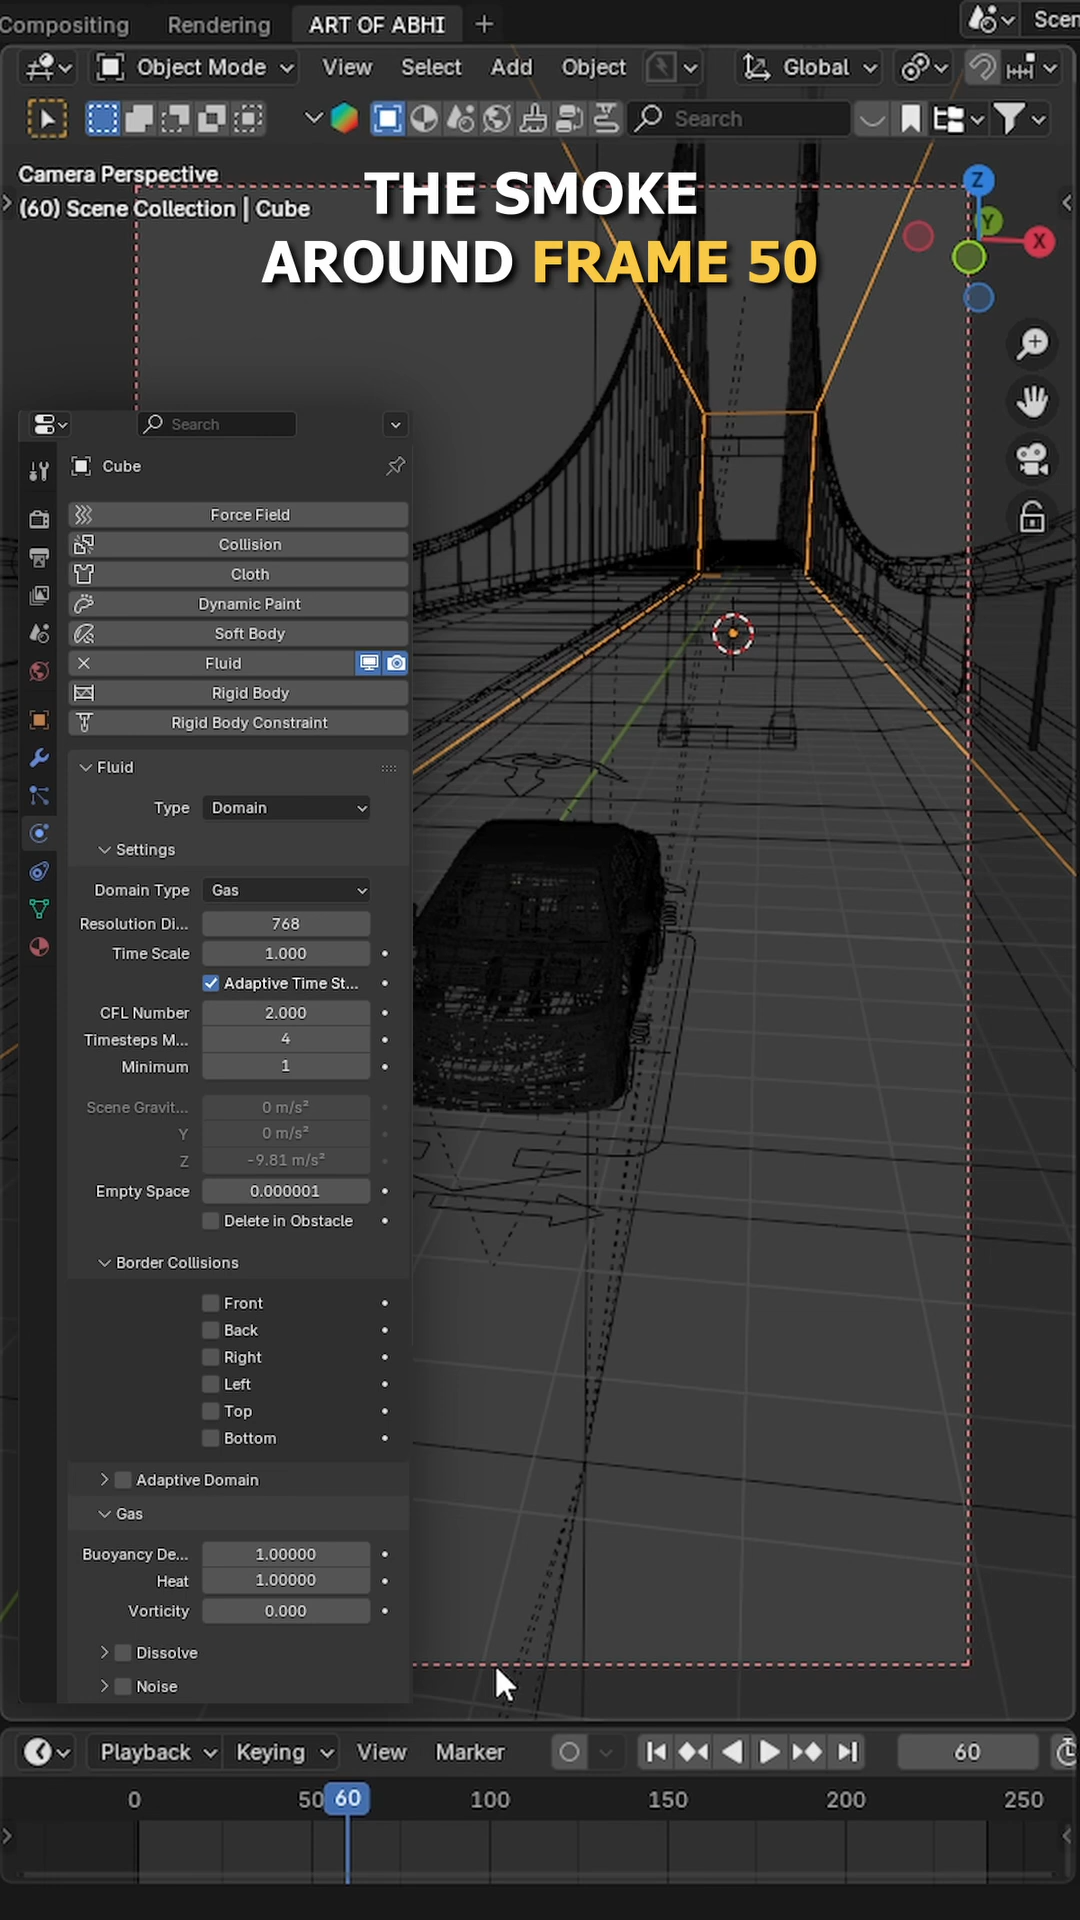 Compositing Rendering ART OF ABHI +
Scen
Object Mode View Select Add Object Global
Search
Camera Perspective
(60) Scene Collection | Cube
THE SMOKE
AROUND FRAME 50
Z
Y
X
Search
Cube
Force Field
Collision
Cloth
Dynamic Paint
Soft Body
Fluid
Rigid Body
Rigid Body Constraint
Fluid
Type Domain
Settings
Domain Type Gas
Resolution Di... 768
Time Scale 1.000
Adaptive Time St...
CFL Number 2.000
Timesteps M... 4
Minimum 1
Scene Gravit... 0 m/s²
Y 0 m/s²
Z -9.81 m/s²
Empty Space 0.000001
Delete in Obstacle
Border Collisions
Front
Back
Right
Left
Top
Bottom
Adaptive Domain
Gas
Buoyancy De... 1.00000
Heat 1.00000
Vorticity 0.000
Dissolve
Noise
Playback Keying View Marker 60
0 50 60 100 150 200 250